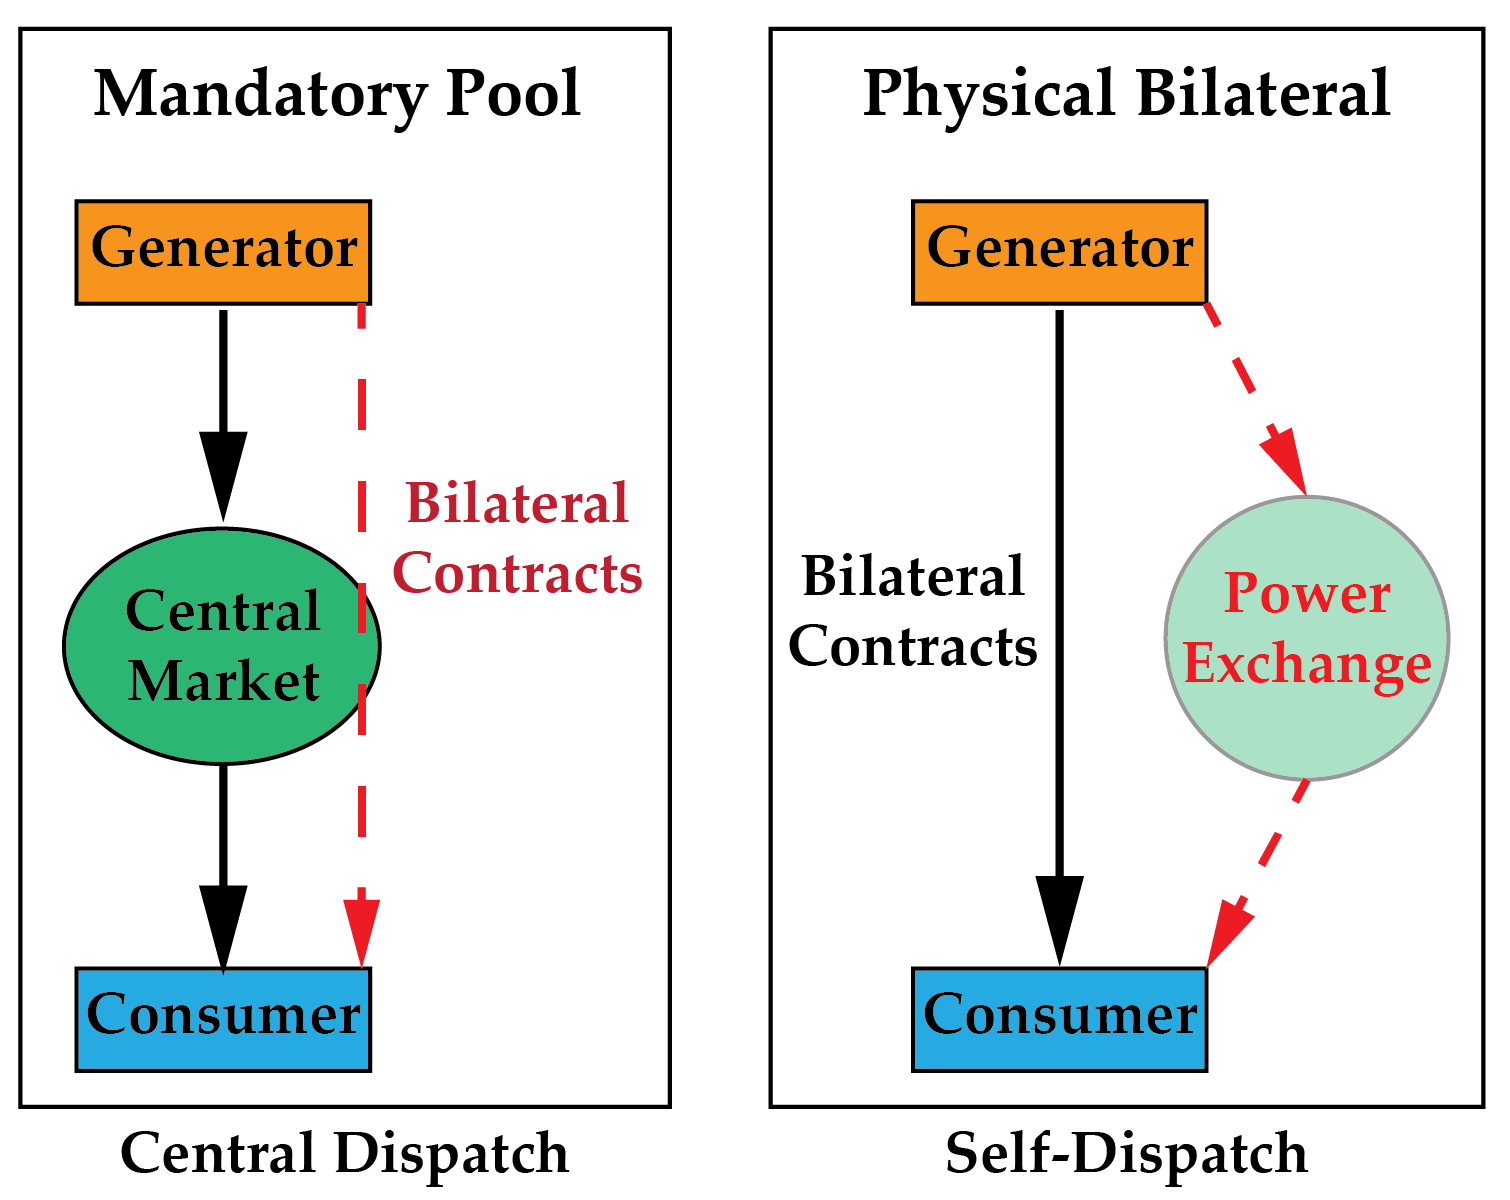 Mandatory Pool
Generator
Bilateral
Contracts
Central
Market
Consumer
Central Dispatch
Physical Bilateral
Generator
Bilateral
Contracts
Power
Exchange
Consumer
Self-Dispatch